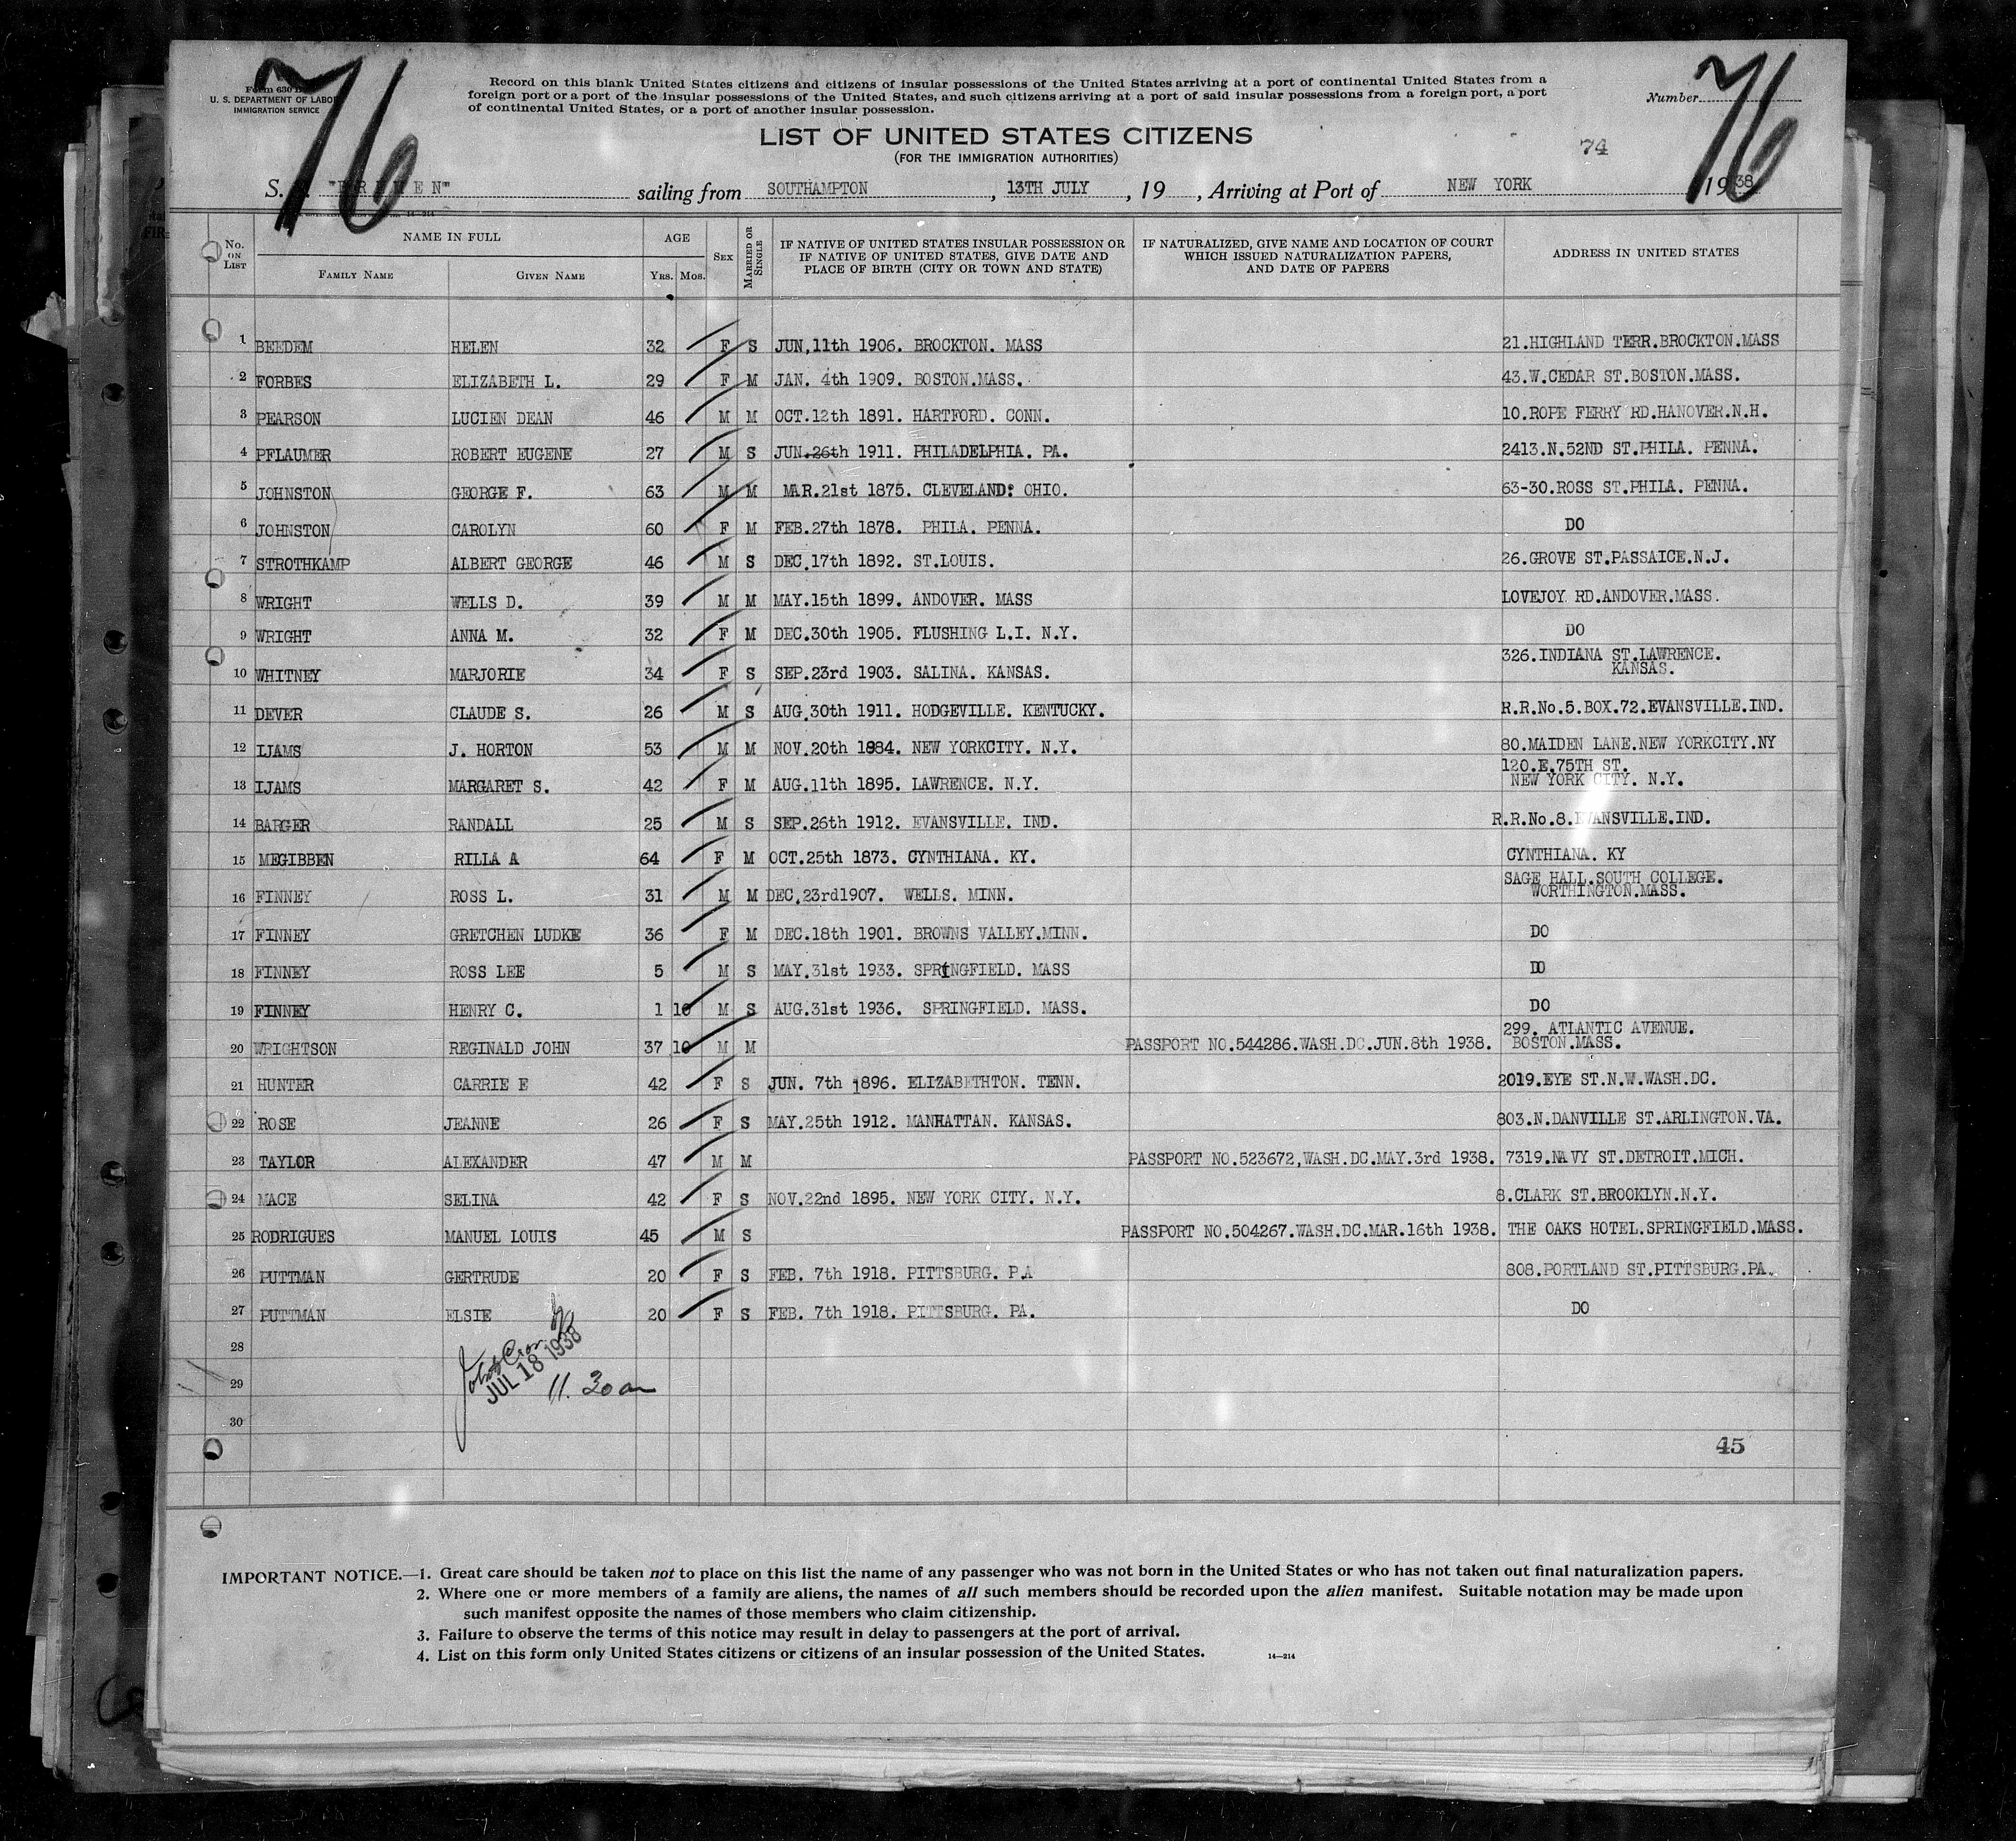 76
76
Form 630
U. S. DEPARTMENT OF LABOR
IMMIGRATION SERVICE
Record on this blank United States citizens and citizens of insular possessions of the United States arriving at a port of continental United States from a
foreign port or a port of the insular possessions of the United States, and such citizens arriving at a port of said insular possessions from a foreign port, a port
of continental United States, or a port of another insular possession.
Number
LIST OF UNITED STATES CITIZENS
(FOR THE IMMIGRATION AUTHORITIES)
74
S. "BREMEN" sailing from SOUTHAMPTON , 13TH JULY , 19 , Arriving at Port of NEW YORK 1938
14-214
No. ON LIST NAME IN FULL FAMILY NAME GIVEN NAME AGE YRS. MOS. SEX MARRIED OR SINGLE IF NATIVE OF UNITED STATES INSULAR POSSESSION OR IF NATIVE OF UNITED STATES, GIVE DATE AND PLACE OF BIRTH (CITY OR TOWN AND STATE) IF NATURALIZED, GIVE NAME AND LOCATION OF COURT WHICH ISSUED NATURALIZATION PAPERS, AND DATE OF PAPERS ADDRESS IN UNITED STATES
1 BEEDEM HELEN 32 F S JUN,11th 1906. BROCKTON. MASS 21.HIGHLAND TERR.BROCKTON.MASS
2 FORBES ELIZABETH L. 29 F M JAN. 4th 1909. BOSTON.MASS. 43.W.CEDAR ST.BOSTON.MASS.
3 PEARSON LUCIEN DEAN 46 M M OCT.12th 1891. HARTFORD. CONN. 10.ROPE FERRY RD.HANOVER.N.H.
4 PFLAUMER ROBERT EUGENE 27 M S JUN.26th 1911. PHILADELPHIA. PA. 2413.N.52ND ST.PHILA. PENNA.
5 JOHNSTON GEORGE F. 63 M M MAR.21st 1875. CLEVELAND: OHIO. 63-30.ROSS ST.PHILA. PENNA.
6 JOHNSTON CAROLYN 60 F M FEB.27th 1878. PHILA. PENNA. DO
7 STROTHKAMP ALBERT GEORGE 46 M S DEC.17th 1892. ST.LOUIS. 26.GROVE ST.PASSAICE.N.J.
8 WRIGHT WELLS D. 39 M M MAY.15th 1899. ANDOVER. MASS LOVEJOY RD.ANDOVER.MASS.
9 WRIGHT ANNA M. 32 F M DEC.30th 1905. FLUSHING L.I. N.Y. DO
10 WHITNEY MARJORIE 34 F S SEP.23rd 1903. SALINA. KANSAS. 326.INDIANA ST.LAWRENCE.
KANSAS.
11 DEVER CLAUDE S. 26 M S AUG.30th 1911. HODGEVILLE. KENTUCKY. R.R.No.5.BOX.72.EVANSVILLE.IND.
12 IJAMS J. HORTON 53 M M NOV.20th 1884. NEW YORKCITY. N.Y. 80.MAIDEN LANE.NEW YORKCITY.NY
13 IJAMS MARGARET S. 42 F M AUG.11th 1895. LAWRENCE. N.Y. 120.E.75TH ST.
NEW YORK CITY. N.Y.
14 BARGER RANDALL 25 M S SEP.26th 1912. EVANSVILLE. IND. R.R.No.8.EVANSVILLE.IND.
15 MEGIBBEN RILLA A 64 F M OCT.25th 1873. CYNTHIANA. KY. CYNTHIANA. KY
16 FINNEY ROSS L. 31 M M DEC.23rd1907. WELLS. MINN. SAGE HALL.SOUTH COLLEGE.
WORTHINGTON.MASS.
17 FINNEY GRETCHEN LUDKE 36 F M DEC.18th 1901. BROWNS VALLEY.MINN. DO
18 FINNEY ROSS LEE 5 M S MAY.31st 1933. SPRINGFIELD. MASS DO
19 FINNEY HENRY C. 1 10 M S AUG.31st 1936. SPRINGFIELD. MASS. DO
20 WRIGHTSON REGINALD JOHN 37 10 M M PASSPORT NO.544286.WASH.DC.JUN.8th 1938. 299. ATLANTIC AVENUE.
BOSTON.MASS.
21 HUNTER CARRIE E 42 F S JUN. 7th 1896. ELIZABETHTON. TENN. 2019.EYE ST.N.W.WASH.DC.
22 ROSE JEANNE 26 F S MAY.25th 1912. MANHATTAN. KANSAS. 803.N.DANVILLE ST.ARLINGTON.VA.
23 TAYLOR ALEXANDER 47 M M PASSPORT NO.523672,WASH.DC.MAY.3rd 1938. 7319.NAVY ST.DETROIT.MICH.
24 MACE SELINA 42 F S NOV.22nd 1895. NEW YORK CITY. N.Y. 8.CLARK ST.BROOKLYN.N.Y.
25 RODRIGUES MANUEL LOUIS 45 M S PASSPORT NO.504267.WASH.DC.MAR.16th 1938. THE OAKS HOTEL.SPRINGFIELD.MASS.
26 PUTTMAN GERTRUDE 20 F S FEB. 7th 1918. PITTSBURG. P.A 808.PORTLAND ST.PITTSBURG.PA.
27 PUTTMAN ELSIE 20 F S FEB. 7th 1918. PITTSBURG. PA. DO
28
JUL 18 1938
29
11.30 am
30
45
IMPORTANT NOTICE.—1. Great care should be taken not to place on this list the name of any passenger who was not born in the United States or who has not taken out final naturalization papers.
2. Where one or more members of a family are aliens, the names of all such members should be recorded upon the alien manifest. Suitable notation may be made upon
such manifest opposite the names of those members who claim citizenship.
3. Failure to observe the terms of this notice may result in delay to passengers at the port of arrival.
4. List on this form only United States citizens or citizens of an insular possession of the United States.
14—214